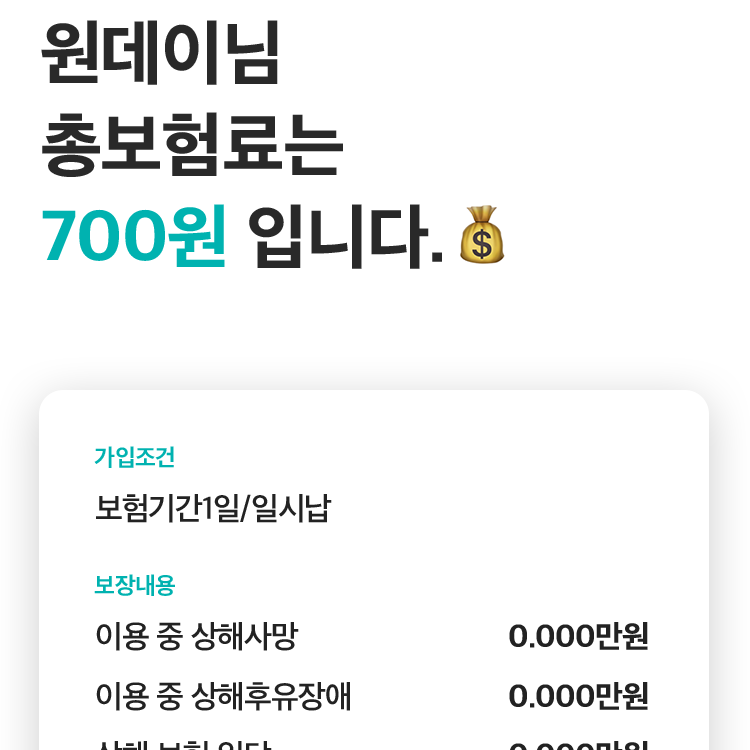 원데이님
총보험료는
700원 입니다.
가입조건
보험기간1일/일시납
보장내용
이용 중 상해사망 0.000만원
이용 중 상해후유장애 0.000만원